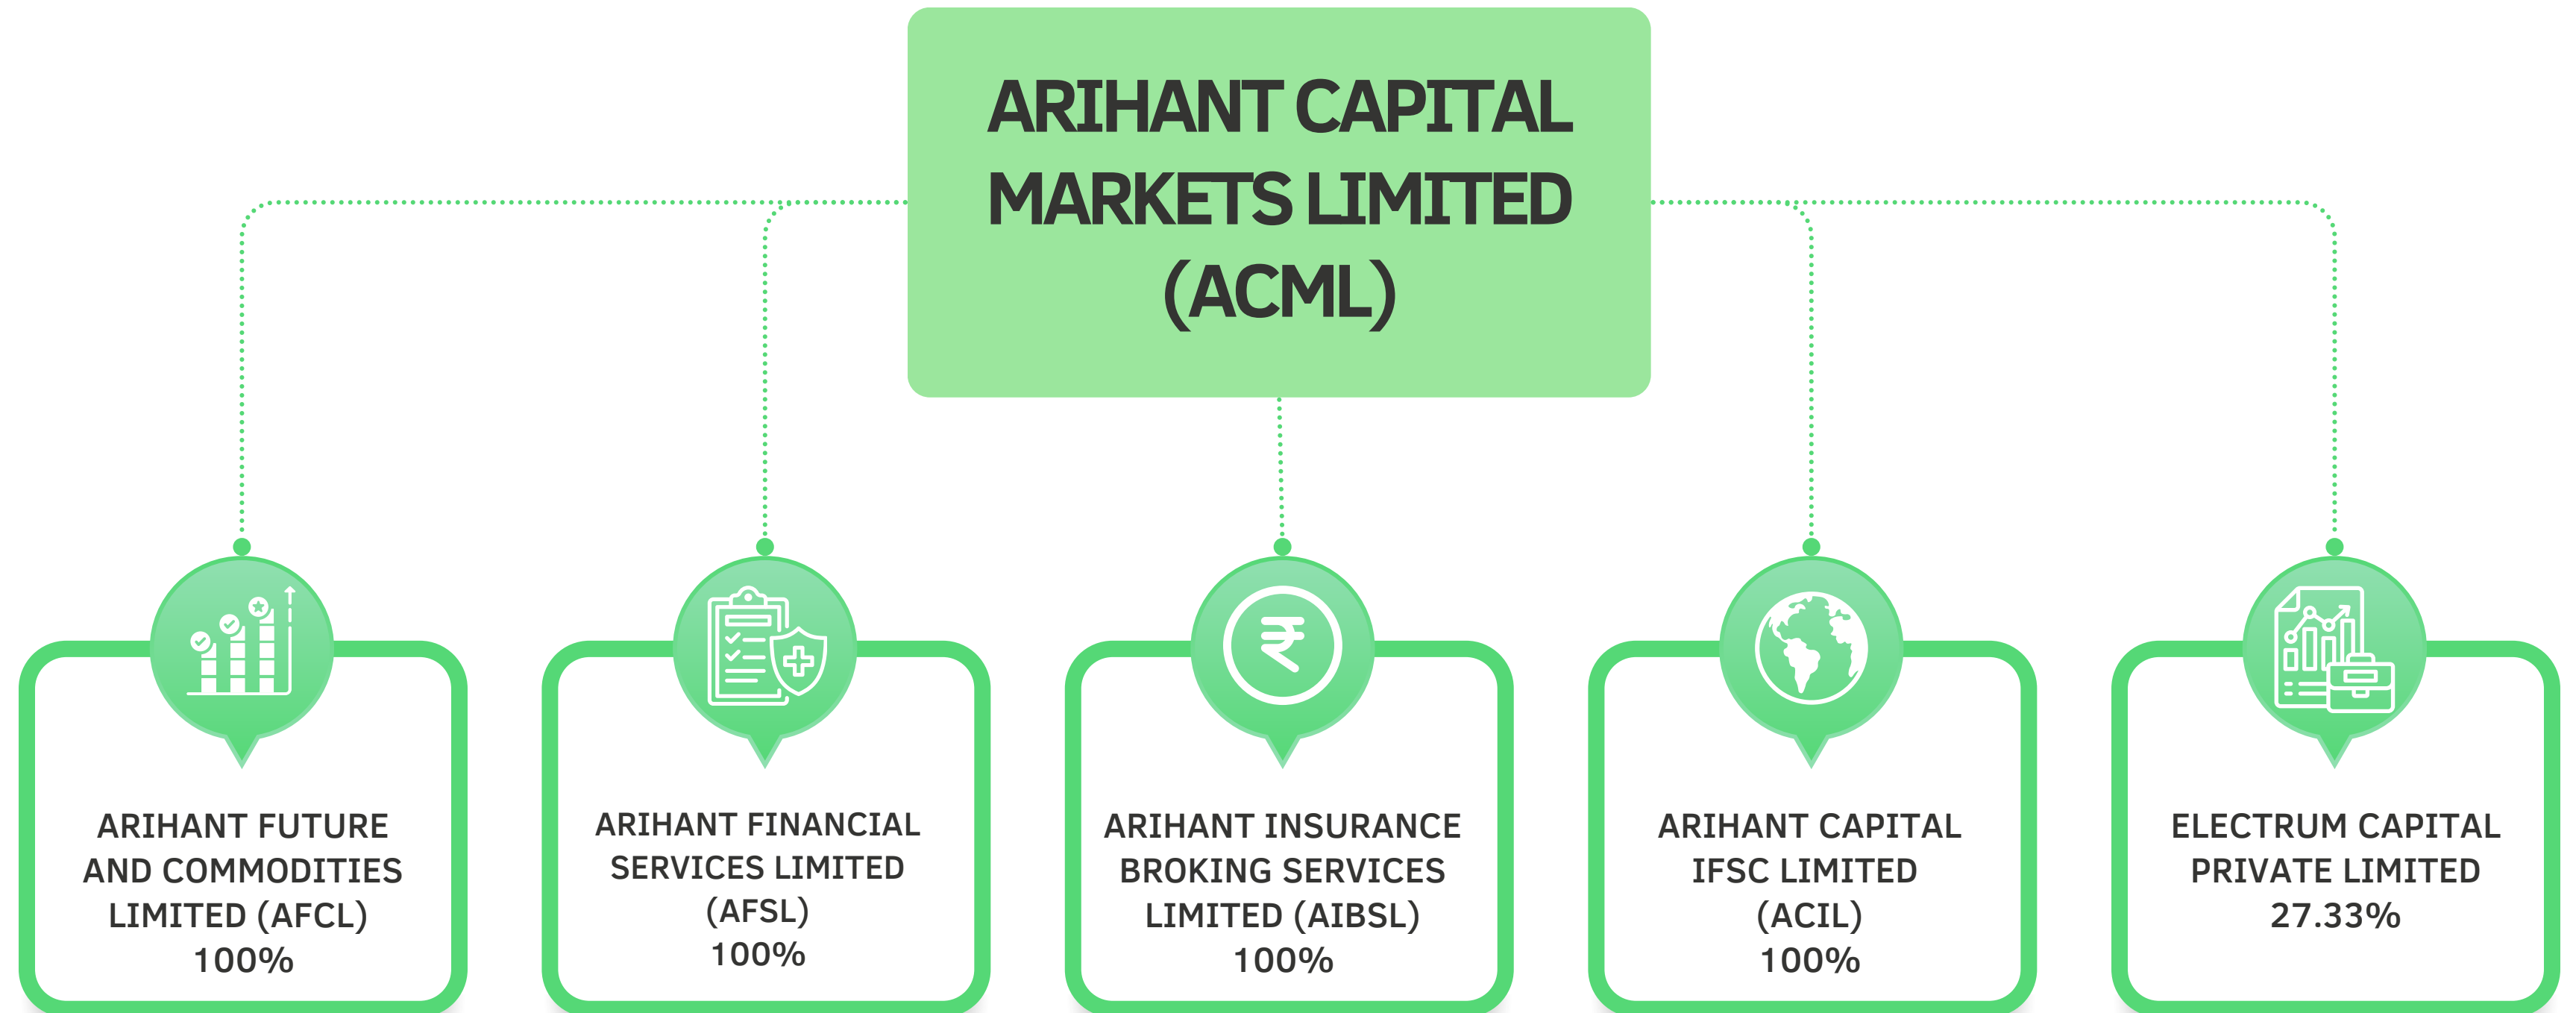 ARIHANT CAPITAL
MARKETS LIMITED
(ACML)
ARIHANT FUTURE
AND COMMODITIES
LIMITED (AFCL)
100%
ARIHANT FINANCIAL
SERVICES LIMITED
(AFSL)
100%
₹
ARIHANT INSURANCE
BROKING SERVICES
LIMITED (AIBSL)
100%
ARIHANT CAPITAL
IFSC LIMITED
(ACIL)
100%
ELECTRUM CAPITAL
PRIVATE LIMITED
27.33%